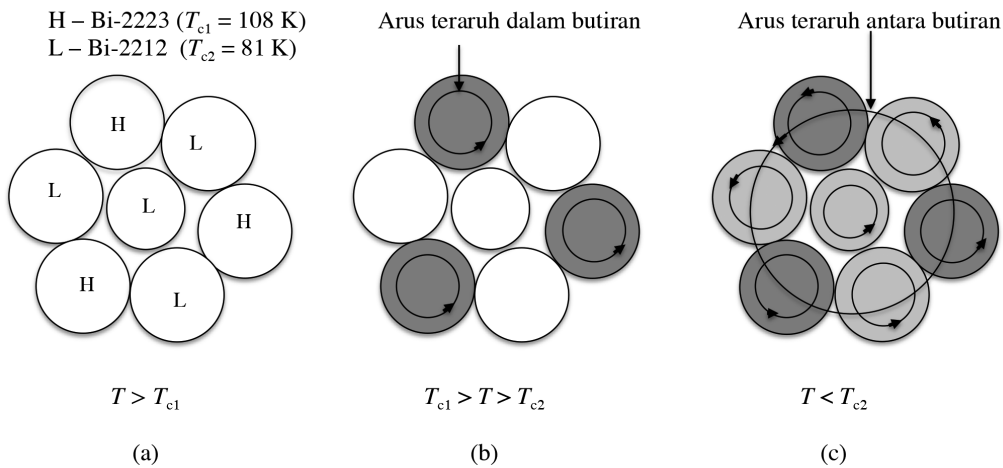 H – Bi-2223 (Tc1 = 108 K)
L – Bi-2212 (Tc2 = 81 K)
Arus teraruh dalam butiran
Arus teraruh antara butiran
H
L
L
L
H
H
L
T > Tc1
Tc1 > T > Tc2
T < Tc2
(a)
(b)
(c)